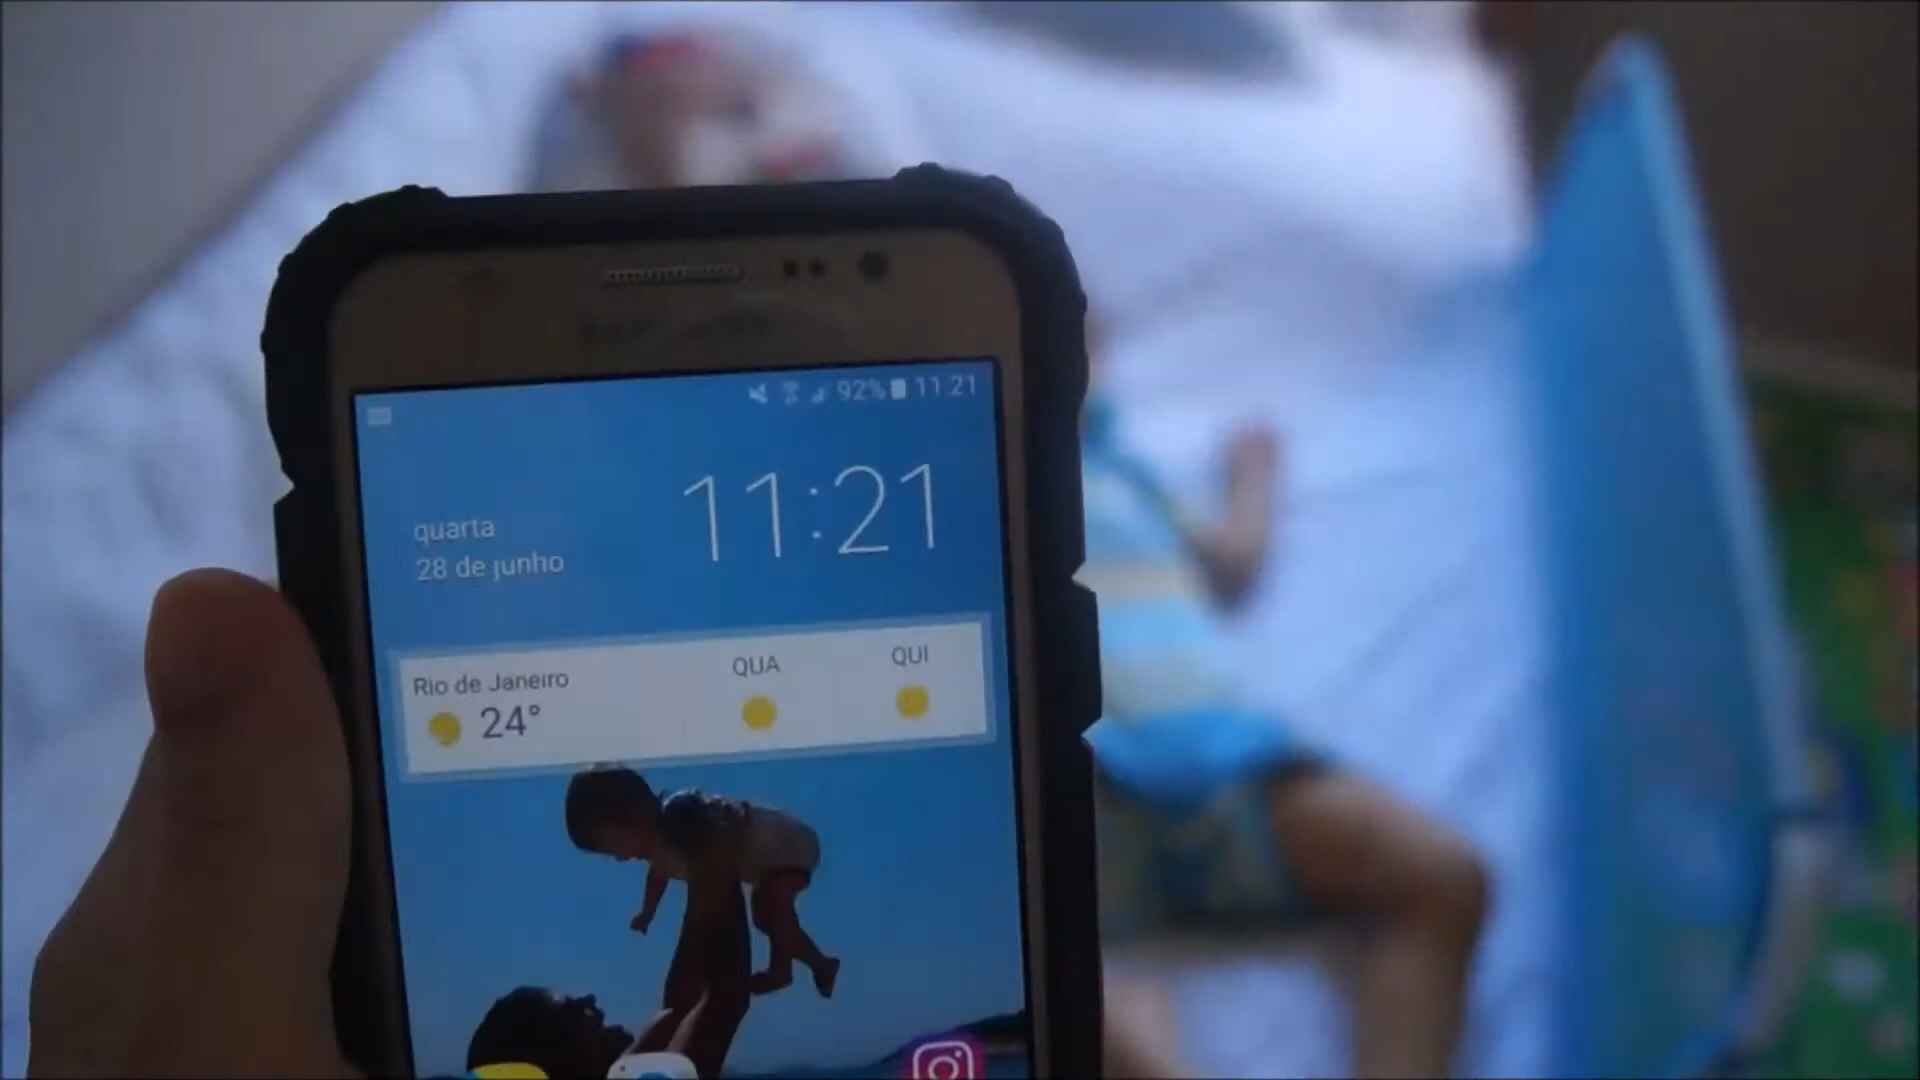 92% 11.21
11:21
quarta
28 de junho
Rio de Janeiro
24°
QUA
QUI